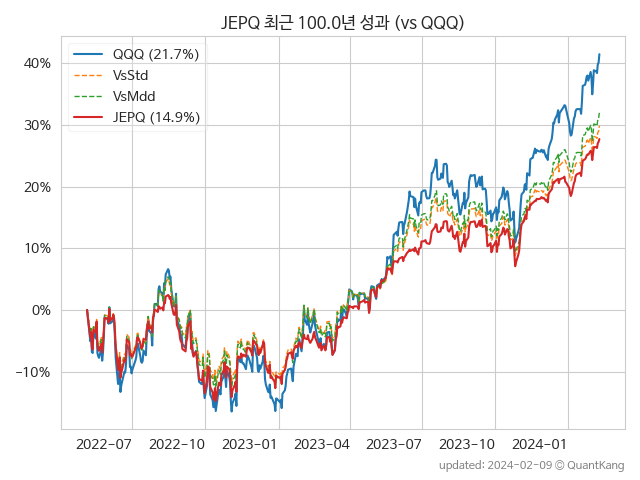 JEPQ 최근 100.0년 성과 (vs QQQ)
QQQ (21.7%)
VsStd
VsMdd
JEPQ (14.9%)
40%
30%
20%
10%
0%
−10%
2022-07 2022-10 2023-01 2023-04 2023-07 2023-10 2024-01
updated: 2024-02-09 © QuantKang